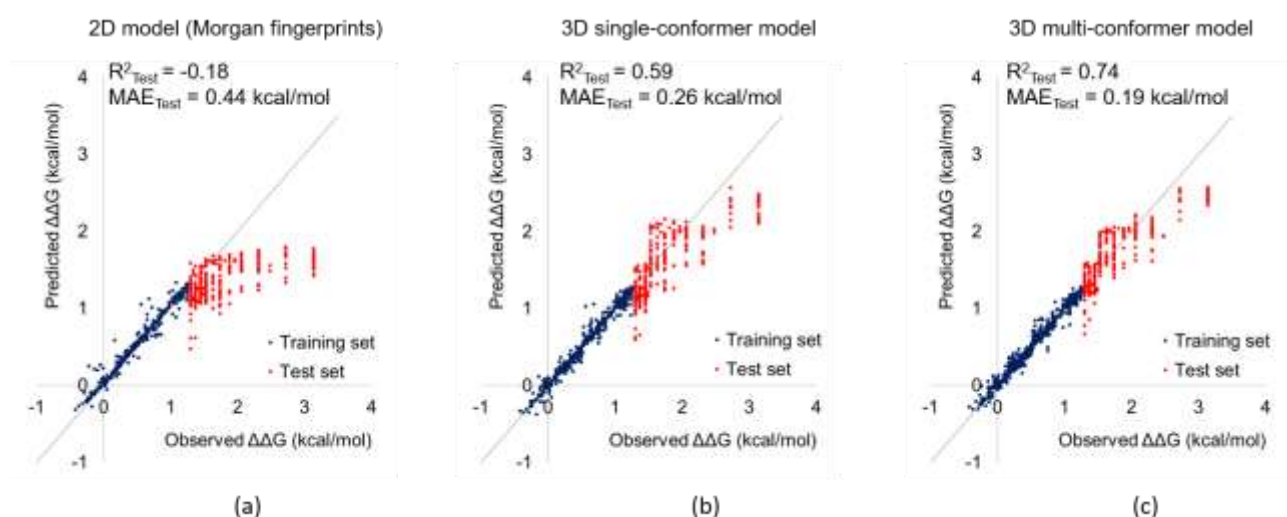 2D model (Morgan fingerprints)
R²Test = -0.18
MAETest = 0.44 kcal/mol
Predicted ΔΔG (kcal/mol)
4
3
2
1
0
-1
-1
0
1
2
3
4
Training set
Test set
Observed ΔΔG (kcal/mol)
(a)
3D single-conformer model
R²Test = 0.59
MAETest = 0.26 kcal/mol
Predicted ΔΔG (kcal/mol)
4
3
2
1
0
-1
-1
0
1
2
3
4
Training set
Test set
Observed ΔΔG (kcal/mol)
(b)
3D multi-conformer model
R²Test = 0.74
MAETest = 0.19 kcal/mol
Predicted ΔΔG (kcal/mol)
4
3
2
1
0
-1
-1
0
1
2
3
4
Training set
Test set
Observed ΔΔG (kcal/mol)
(c)